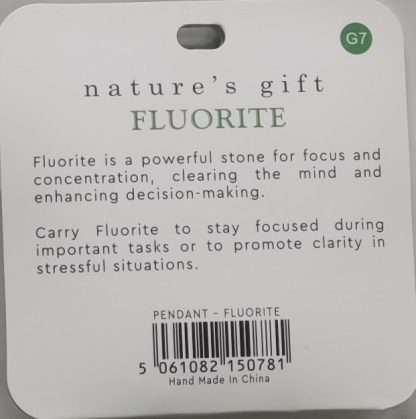 G7
nature's gift
FLUORITE
Fluorite is a powerful stone for focus and
concentration, clearing the mind and
enhancing decision-making.
Carry Fluorite to stay focused during
important tasks or to promote clarity in
stressful situations.
PENDANT - FLUORITE
5 061082 150781
Hand Made In China